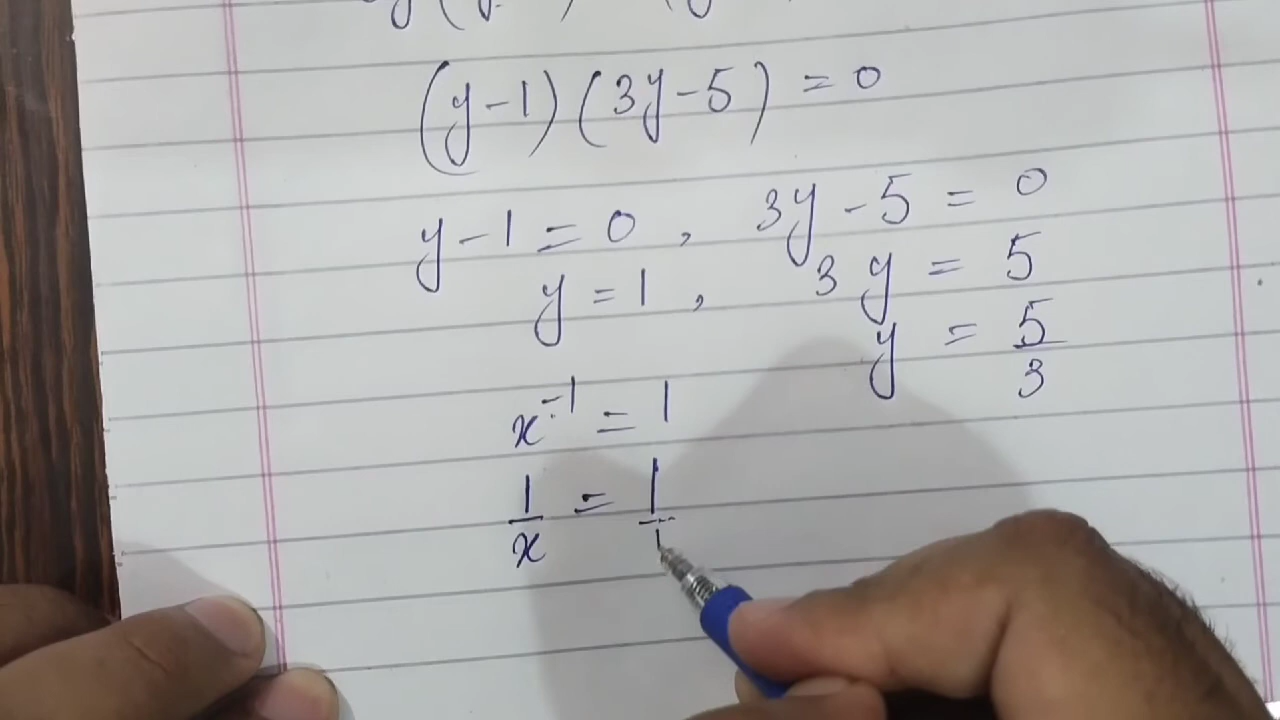 (y-1)(3y-5) = 0
y-1 = 0, 3y-5 = 0
y = 1, 3y = 5
y = 5/3
x⁻¹ = 1
1/x = 1/1